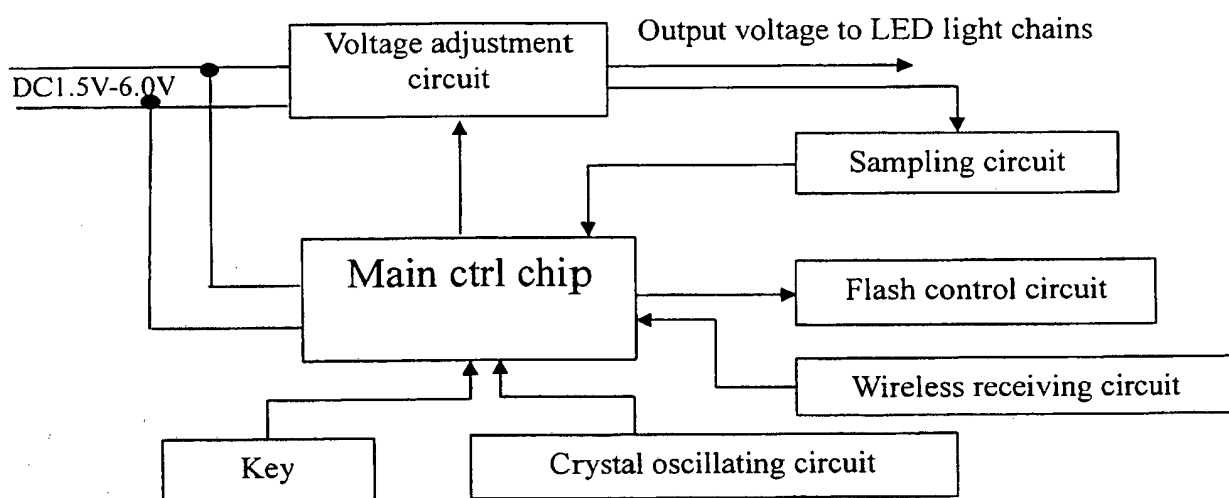 Voltage adjustment
circuit
Output voltage to LED light chains
DC1.5V-6.0V
Sampling circuit
Main ctrl chip
Flash control circuit
Wireless receiving circuit
Key
Crystal oscillating circuit